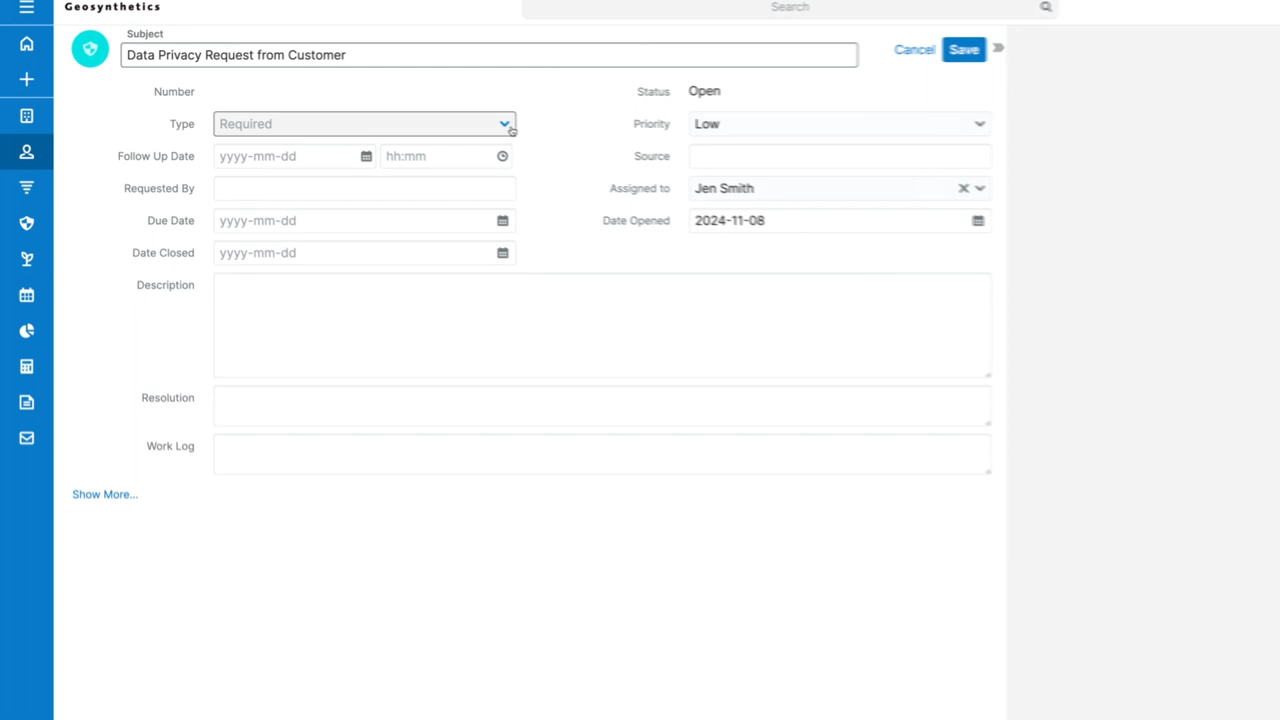 Geosynthetics
Search
Subject
Data Privacy Request from Customer
Cancel Save
Number
Status Open
Type Required
Priority Low
Follow Up Date yyyy-mm-dd hh:mm
Source
Requested By
Assigned to Jen Smith
Due Date yyyy-mm-dd
Date Opened 2024-11-08
Date Closed yyyy-mm-dd
Description
Resolution
Work Log
Show More...